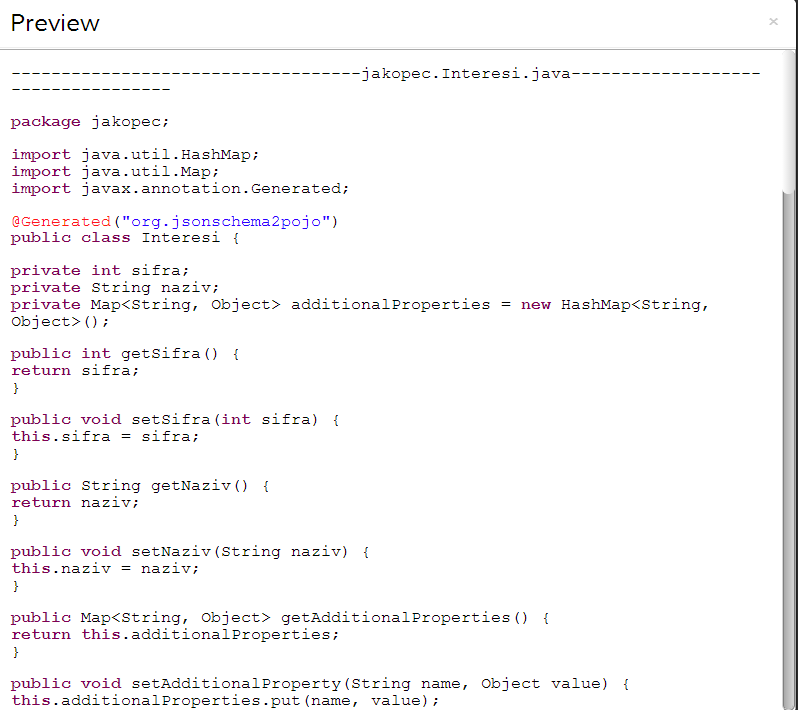 Preview
×
-----------------------------------jakopec.Interesi.java-------------------
----------------
package jakopec;
import java.util.HashMap;
import java.util.Map;
import javax.annotation.Generated;
@Generated("org.jsonschema2pojo")
public class Interesi {
private int sifra;
private String naziv;
private Map<String, Object> additionalProperties = new HashMap<String,
Object>();
public int getSifra() {
return sifra;
}
public void setSifra(int sifra) {
this.sifra = sifra;
}
public String getNaziv() {
return naziv;
}
public void setNaziv(String naziv) {
this.naziv = naziv;
}
public Map<String, Object> getAdditionalProperties() {
return this.additionalProperties;
}
public void setAdditionalProperty(String name, Object value) {
this.additionalProperties.put(name, value);